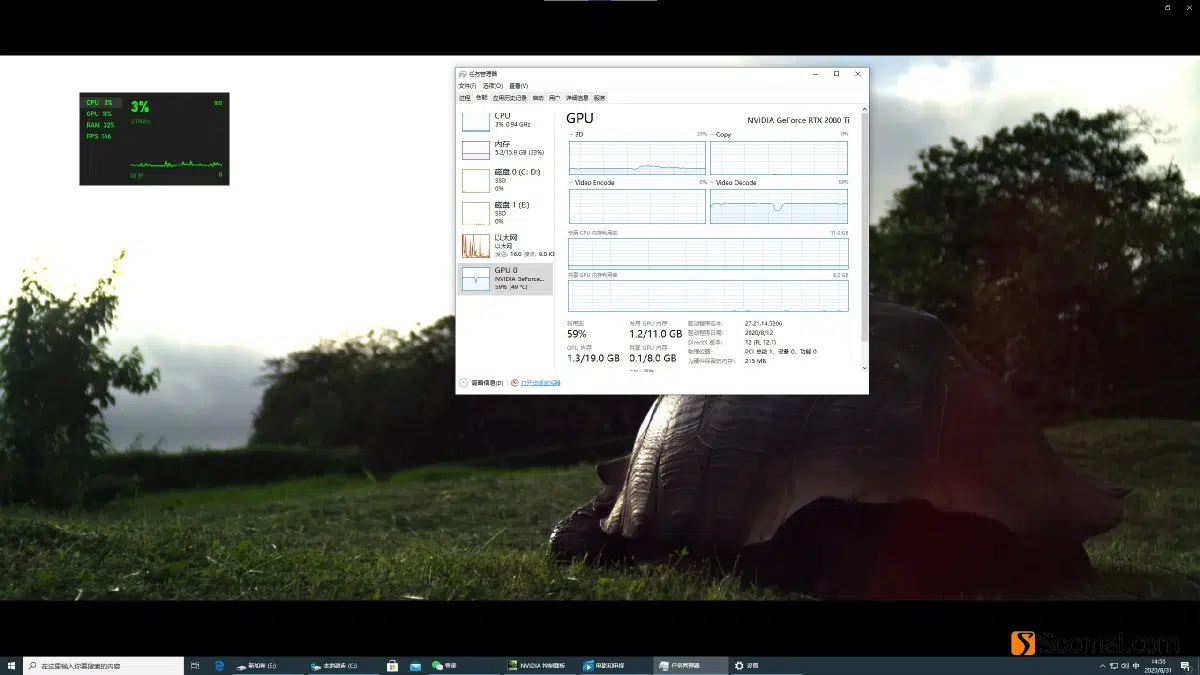 CPU 3%
GPU 11%
RAN 32%
FPS 146
3%
100
0
任务管理器
文件(F) 选项(O) 查看(V)
进程 性能 应用历史记录 启动 用户 详细信息 服务
CPU
3% 0.94 GHz
内存
5.2/15.9 GB (33%)
磁盘 0 (C: D:)
SSD
0%
磁盘 1 (E:)
SSD
0%
以太网
以太网
发送: 16.0 接收: 8.0 Kl
GPU 0
NVIDIA GeForce...
59% (49 °C)
GPU
NVIDIA GeForce RTX 2080 Ti
3D 20%
Copy 0%
Video Encode 0%
Video Decode 59%
专用 GPU 内存利用率 11.0 GB
共享 GPU 内存利用率 8.0 GB
利用率
59%
专用 GPU 内存
1.2/11.0 GB
GPU 内存
1.3/19.0 GB
共享 GPU 内存
0.1/8.0 GB
驱动程序版本: 27.21.14.5206
驱动程序日期: 2020/8/12
DirectX 版本: 12 (FL 12.1)
物理位置: PCI 总线 1、设备 0、功能 0
为硬件保留的内存: 215 MB
简略信息(D)
打开资源监视器
Soomal.com
在这里输入你要搜索的内容
新加卷 (E:)
本地磁盘 (C:)
登录
NVIDIA 控制面板
电影和电视
任务管理器
设置
中
14:56
2020/8/31